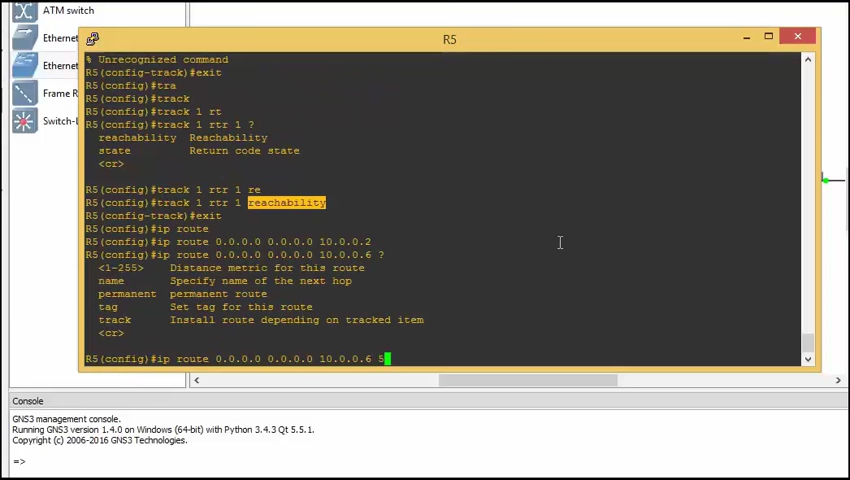 ATM switch
Ethernet
Ethernet
Frame R
Switch-L
R5
% Unrecognized command
R5(config-track)#exit
R5(config)#tra
R5(config)#track
R5(config)#track 1 rt
R5(config)#track 1 rtr 1 ?
reachability Reachability
state Return code state
<cr>
R5(config)#track 1 rtr 1 re
R5(config)#track 1 rtr 1 reachability
R5(config-track)#exit
R5(config)#ip route
R5(config)#ip route 0.0.0.0 0.0.0.0 10.0.0.2
R5(config)#ip route 0.0.0.0 0.0.0.0 10.0.0.6 ?
<1-255> Distance metric for this route
name Specify name of the next hop
permanent permanent route
tag Set tag for this route
track Install route depending on tracked item
<cr>
R5(config)#ip route 0.0.0.0 0.0.0.0 10.0.0.6 5
Console
GNS3 management console.
Running GNS3 version 1.4.0 on Windows (64-bit) with Python 3.4.3 Qt 5.5.1.
Copyright (c) 2006-2016 GNS3 Technologies.
=>